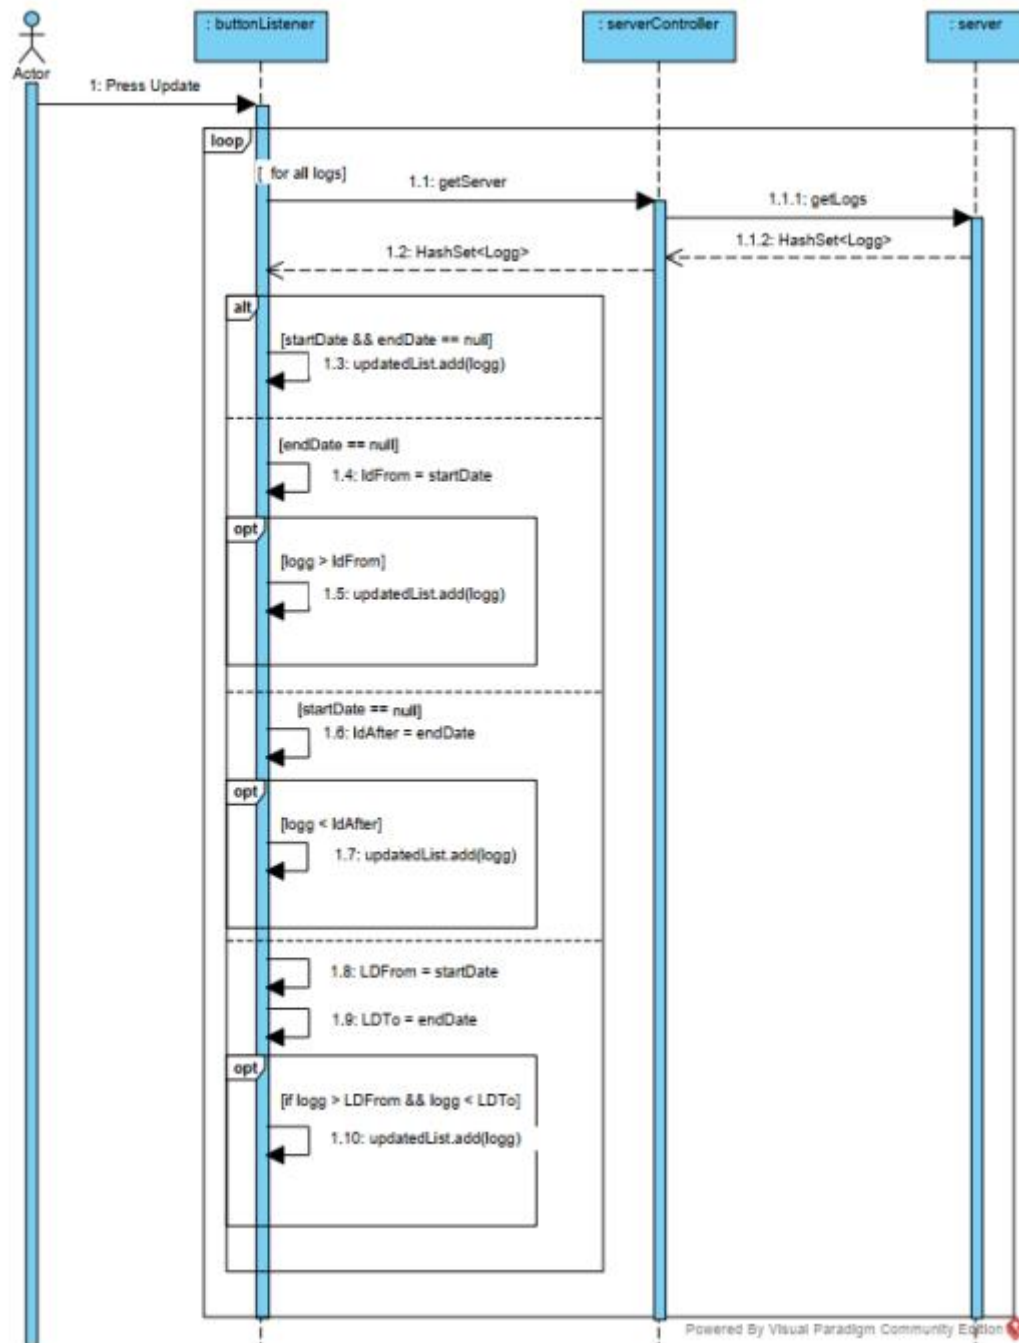 : buttonListener
: serverController
: server
Actor
1: Press Update
loop
[ for all logs]
1.1: getServer
1.1.1: getLogs
1.1.2: HashSet<Logg>
1.2: HashSet<Logg>
alt
[startDate && endDate == null]
1.3: updatedList.add(logg)
[endDate == null]
1.4: ldFrom = startDate
opt
[logg > ldFrom]
1.5: updatedList.add(logg)
[startDate == null]
1.6: ldAfter = endDate
opt
[logg < ldAfter]
1.7: updatedList.add(logg)
1.8: LDFrom = startDate
1.9: LDTo = endDate
opt
[if logg > LDFrom && logg < LDTo]
1.10: updatedList.add(logg)
Powered By Visual Paradigm Community Edition